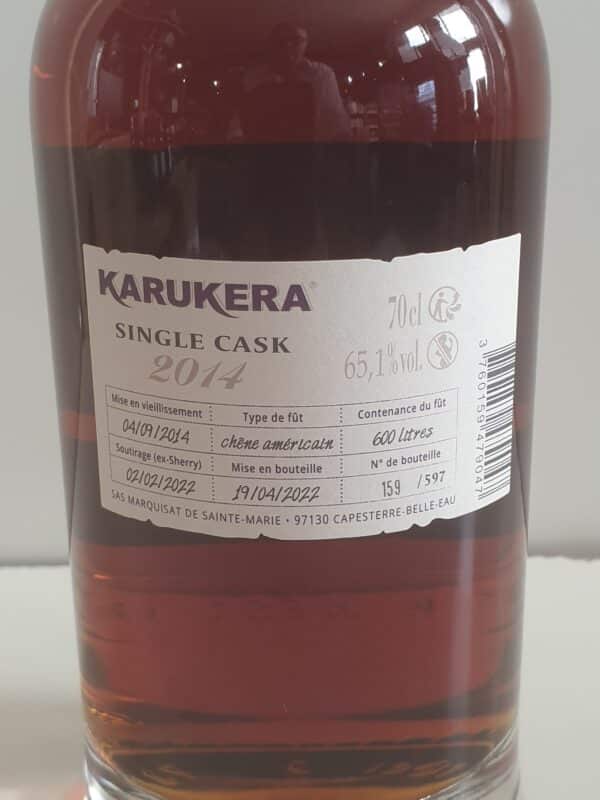 KARUKERA®
SINGLE CASK
2014
70cl
65,1%vol.
Mise en vieillissement
04/09/2014
Type de fût
chêne américain
Contenance du fût
600 litres
Soutirage (ex-Sherry)
02/02/2022
Mise en bouteille
19/04/2022
N° de bouteille
159 /597
SAS MARQUISAT DE SAINTE-MARIE • 97130 CAPESTERRE-BELLE-EAU
3760159479041